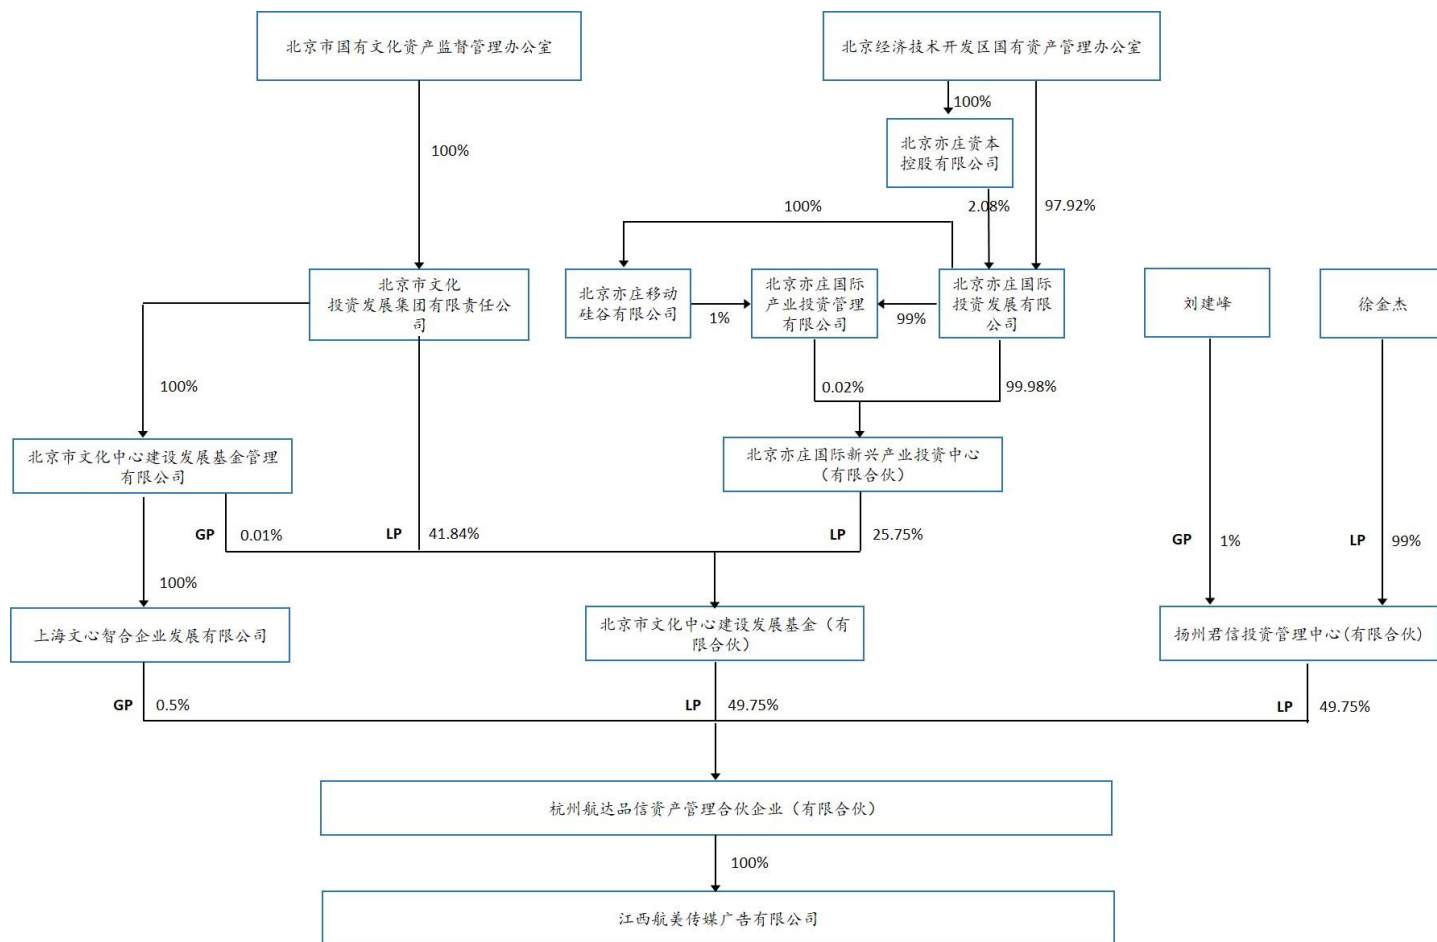 北京市国有文化资产监督管理办公室
北京经济技术开发区国有资产管理办公室
100%
100%
北京亦庄资本
控股有限公司
100%
2.08%
97.92%
北京市文化
投资发展集团有限责任公
司
北京亦庄移动
硅谷有限公司
1%
北京亦庄国际
产业投资管理
有限公司
99%
北京亦庄国际
投资发展有限
公司
刘建峰
徐金杰
100%
0.02%
99.98%
北京市文化中心建设发展基金管理
有限公司
北京亦庄国际新兴产业投资中心
（有限合伙）
GP 0.01%
LP 41.84%
LP 25.75%
GP 1%
LP 99%
100%
上海文心智合企业发展有限公司
北京市文化中心建设发展基金（有
限合伙）
扬州君信投资管理中心(有限合伙)
GP 0.5%
LP 49.75%
LP 49.75%
杭州航达品信资产管理合伙企业（有限合伙）
100%
江西航美传媒广告有限公司